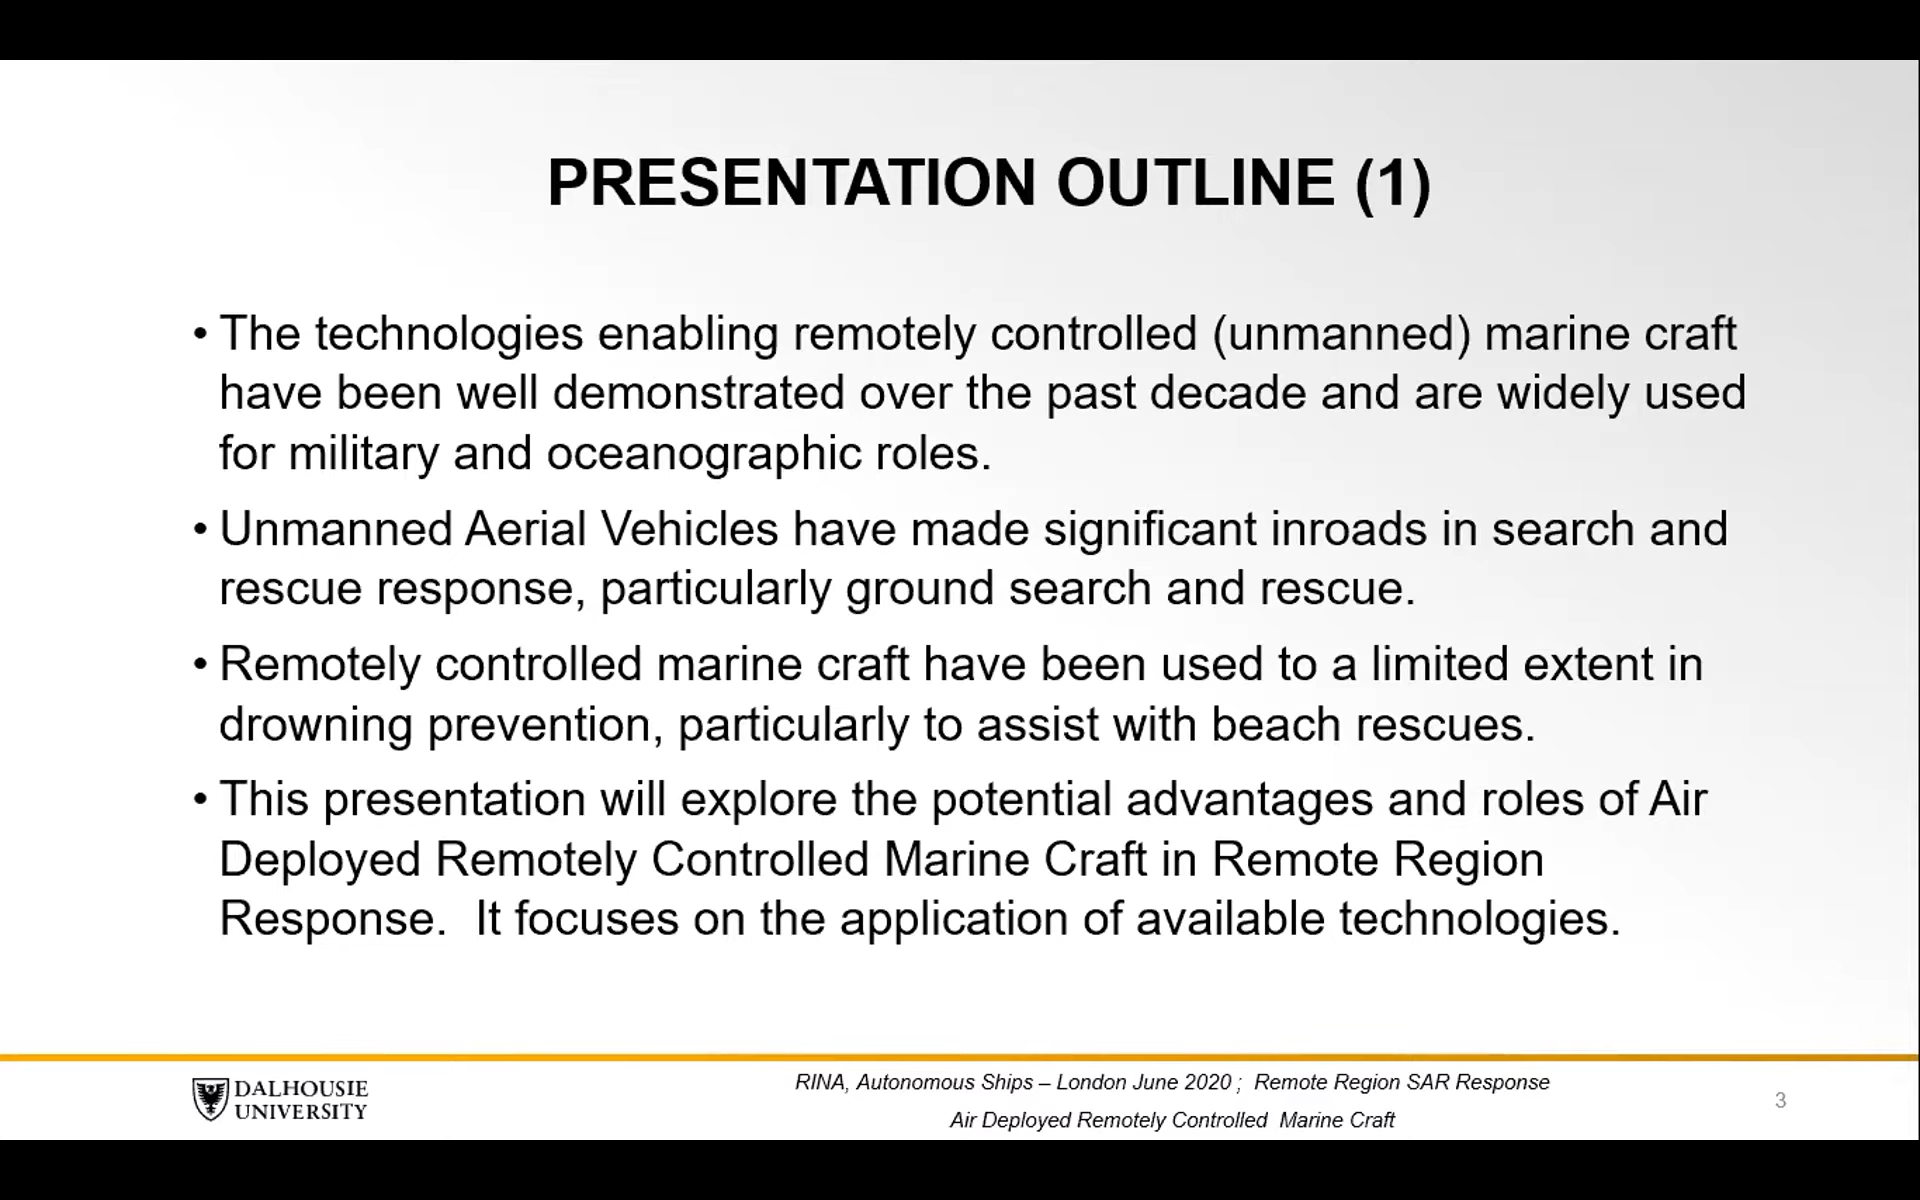 PRESENTATION OUTLINE (1)
• The technologies enabling remotely controlled (unmanned) marine craft
have been well demonstrated over the past decade and are widely used
for military and oceanographic roles.
• Unmanned Aerial Vehicles have made significant inroads in search and
rescue response, particularly ground search and rescue.
• Remotely controlled marine craft have been used to a limited extent in
drowning prevention, particularly to assist with beach rescues.
• This presentation will explore the potential advantages and roles of Air
Deployed Remotely Controlled Marine Craft in Remote Region
Response.  It focuses on the application of available technologies.
DALHOUSIE
UNIVERSITY
RINA, Autonomous Ships – London June 2020 ;  Remote Region SAR Response
Air Deployed Remotely Controlled  Marine Craft
3